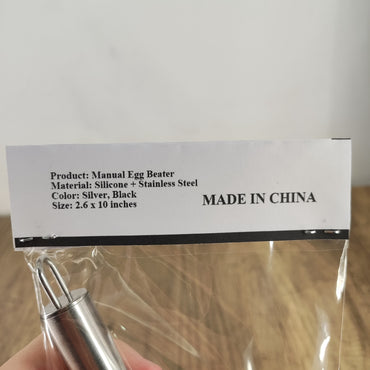 Product: Manual Egg Beater
Material: Silicone + Stainless Steel
Color: Silver, Black
Size: 2.6 x 10 inches
MADE IN CHINA